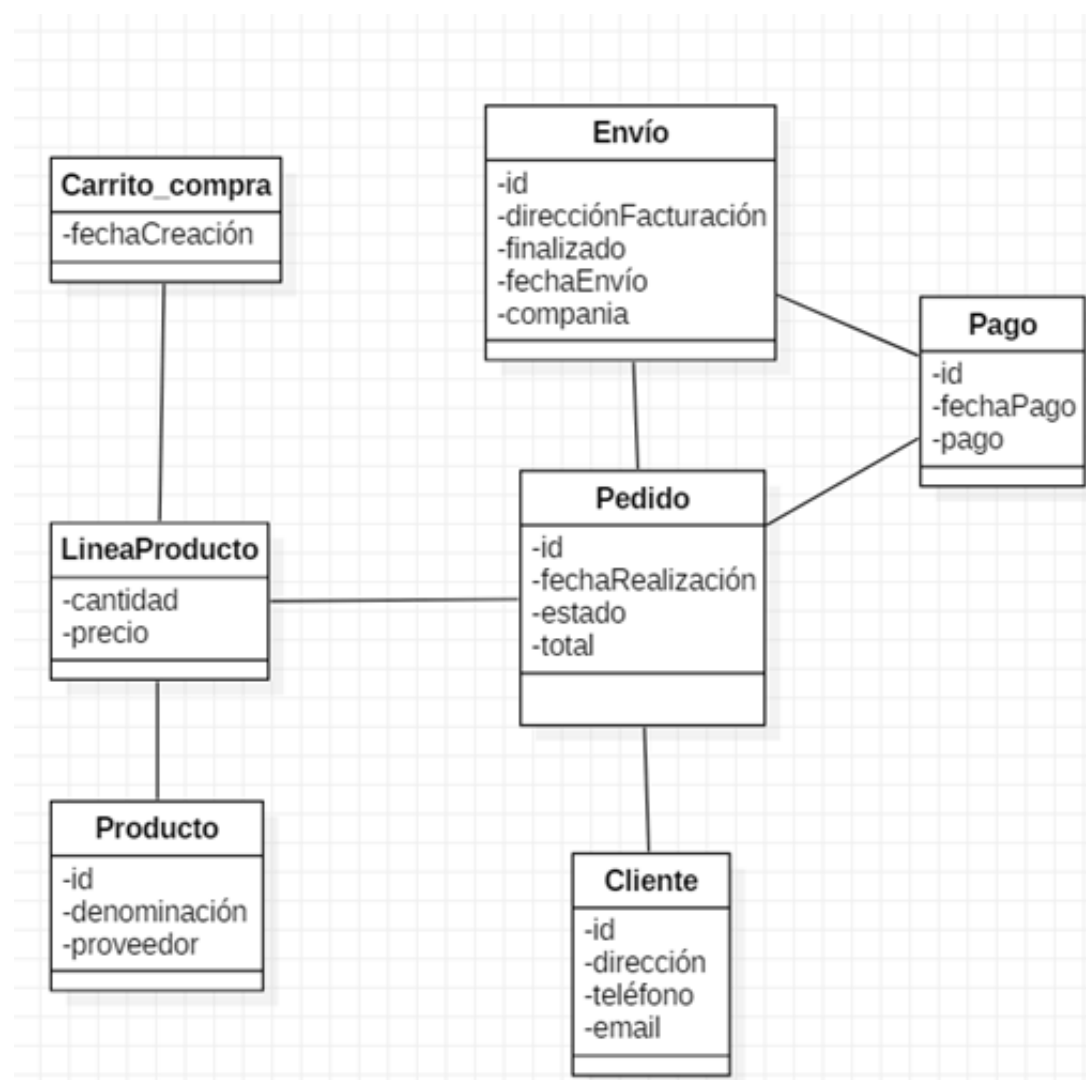 Carrito_compra
-fechaCreación
Envío
-id
-direcciónFacturación
-finalizado
-fechaEnvío
-compania
Pago
-id
-fechaPago
-pago
LineaProducto
-cantidad
-precio
Pedido
-id
-fechaRealización
-estado
-total
Producto
-id
-denominación
-proveedor
Cliente
-id
-dirección
-teléfono
-email